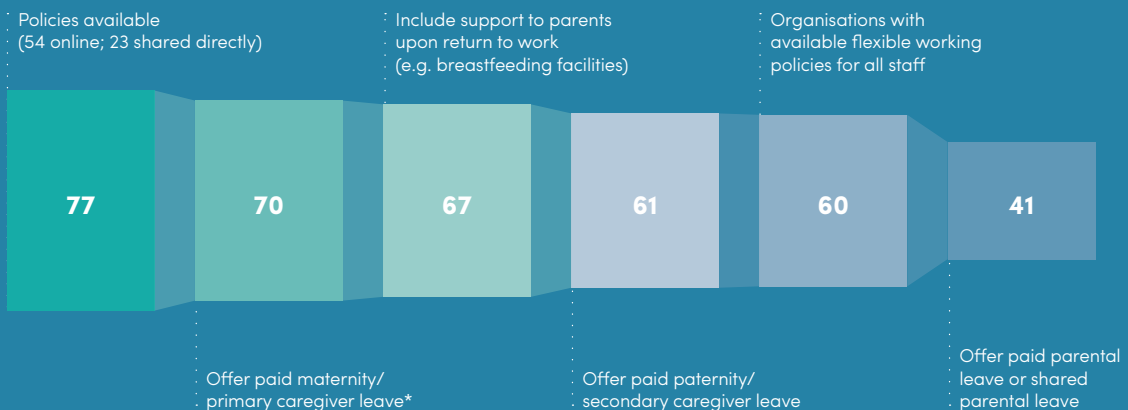 Policies available
(54 online; 23 shared directly)
Include support to parents
upon return to work
(e.g. breastfeeding facilities)
Organisations with
available flexible working
policies for all staff
77
70
67
61
60
41
Offer paid maternity/
primary caregiver leave*
Offer paid paternity/
secondary caregiver leave
Offer paid parental
leave or shared
parental leave